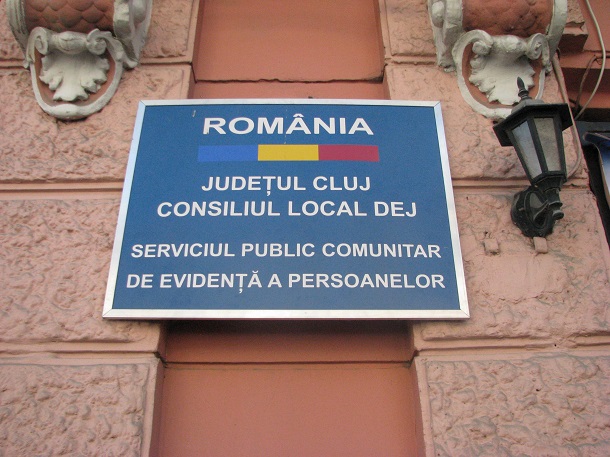 ROMÂNIA
JUDEȚUL CLUJ
CONSILIUL LOCAL DEJ
SERVICIUL PUBLIC COMUNITAR
DE EVIDENȚĂ A PERSOANELOR